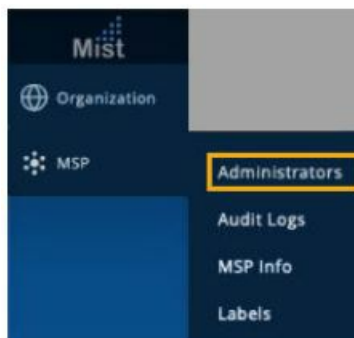 Mist
Organization
MSP
Administrators
Audit Logs
MSP Info
Labels